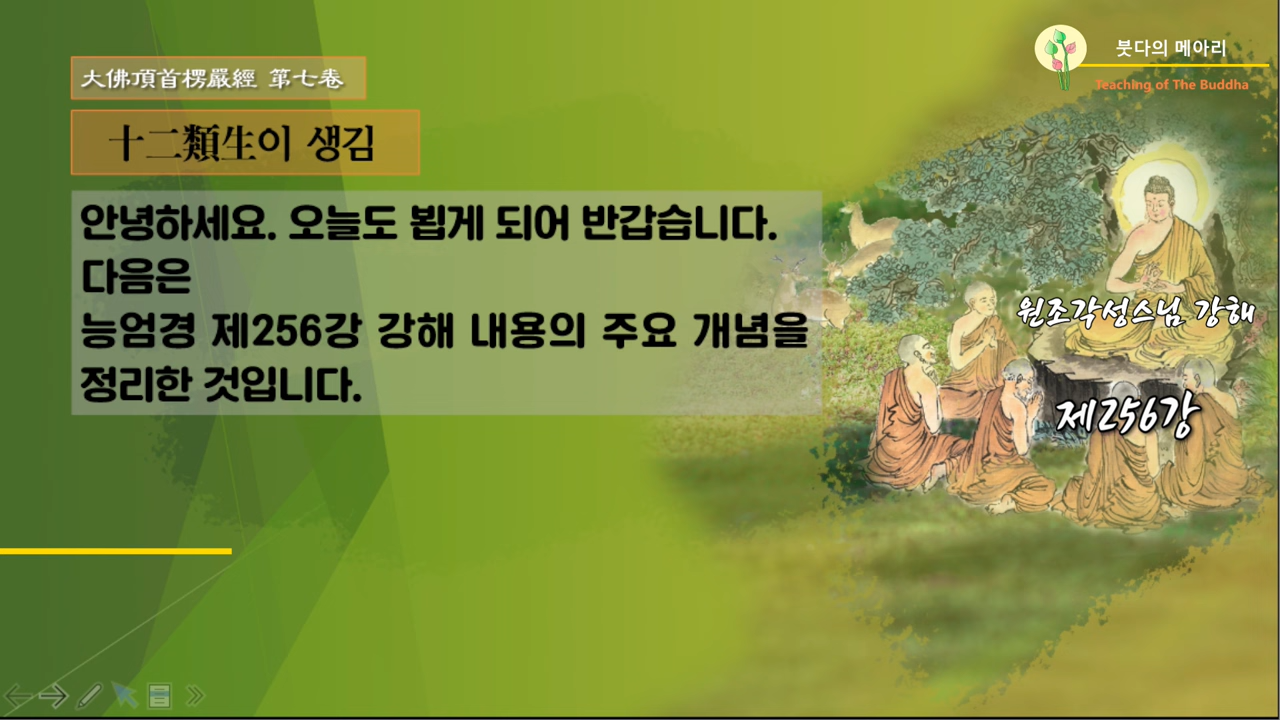 大佛頂首楞嚴經 第七卷
十二類生이 생김
안녕하세요. 오늘도 뵙게 되어 반갑습니다.
다음은
능엄경 제256강 강해 내용의 주요 개념을
정리한 것입니다.
붓다의 메아리
Teaching of The Buddha
원조각성스님 강해
제256강